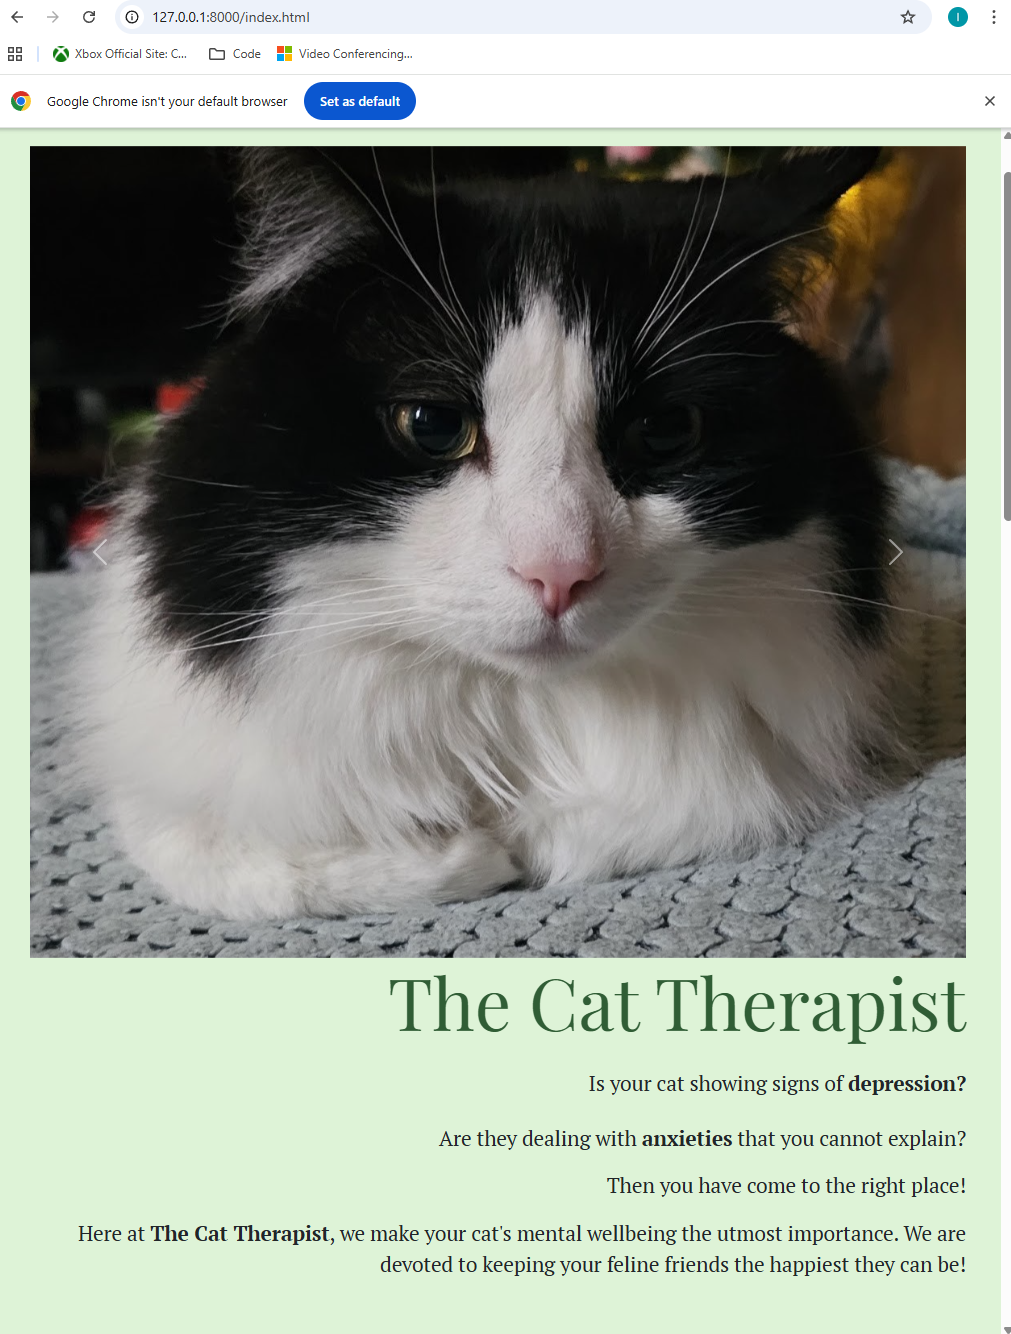 127.0.0.1:8000/index.html
I
Xbox Official Site: C...
Code
Video Conferencing...
Google Chrome isn't your default browser
Set as default
The Cat Therapist
Is your cat showing signs of depression?
Are they dealing with anxieties that you cannot explain?
Then you have come to the right place!
Here at The Cat Therapist, we make your cat's mental wellbeing the utmost importance. We are
devoted to keeping your feline friends the happiest they can be!